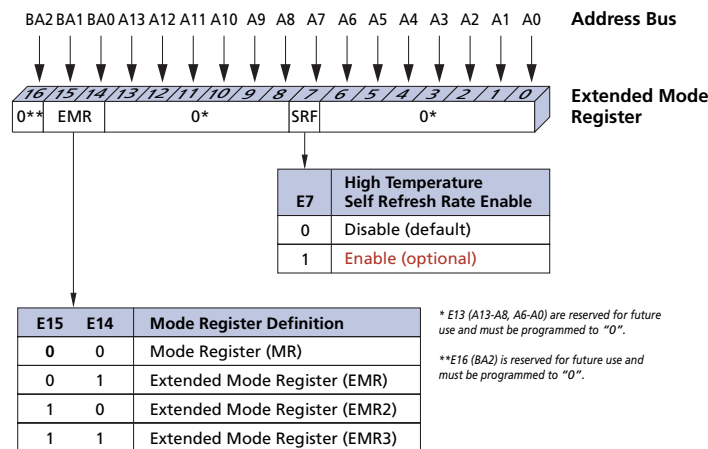 BA2 BA1 BA0 A13 A12 A11 A10 A9 A8 A7 A6 A5 A4 A3 A2 A1 A0 Address Bus
16 15 14 13 12 11 10 9 8 7 6 5 4 3 2 1 0
Extended Mode
Register
0** EMR 0* SRF 0*
E7 High Temperature
Self Refresh Rate Enable
0 Disable (default)
1 Enable (optional)
E15 E14 Mode Register Definition
0 0 Mode Register (MR)
0 1 Extended Mode Register (EMR)
1 0 Extended Mode Register (EMR2)
1 1 Extended Mode Register (EMR3)
* E13 (A13-A8, A6-A0) are reserved for future
use and must be programmed to "0".
**E16 (BA2) is reserved for future use and
must be programmed to "0".